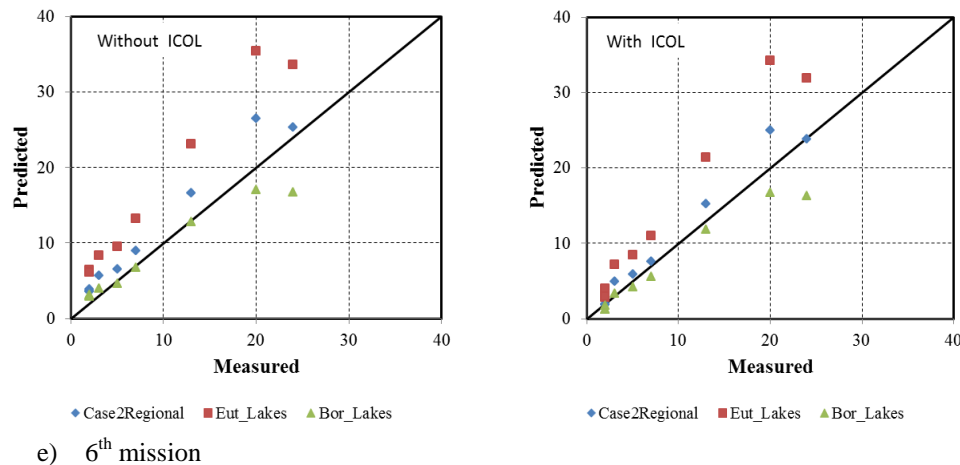 Without ICOL
40
30
20
10
0
Predicted
0 10 20 30 40
Measured
Case2Regional Eut_Lakes Bor_Lakes
With ICOL
40
30
20
10
0
Predicted
0 10 20 30 40
Measured
Case2Regional Eut_Lakes Bor_Lakes
e) 6th mission